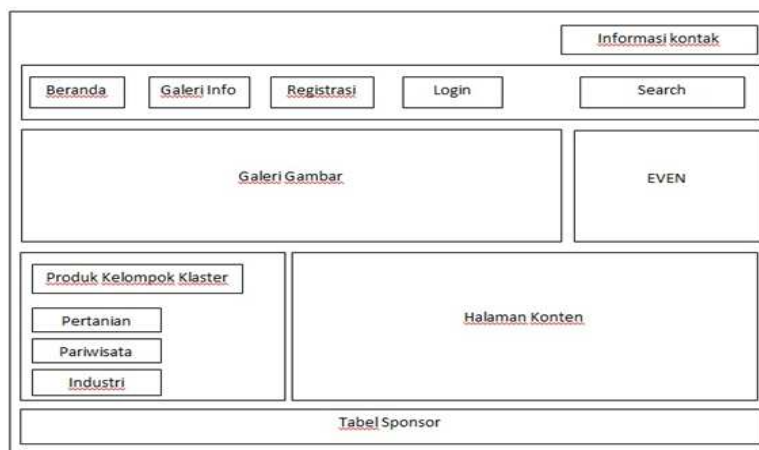 Informasi kontak
Beranda
Galeri Info
Registrasi
Login
Search
Galeri Gambar
EVEN
Produk Kelompok Klaster
Pertanian
Pariwisata
Industri
Halaman Konten
Tabel Sponsor